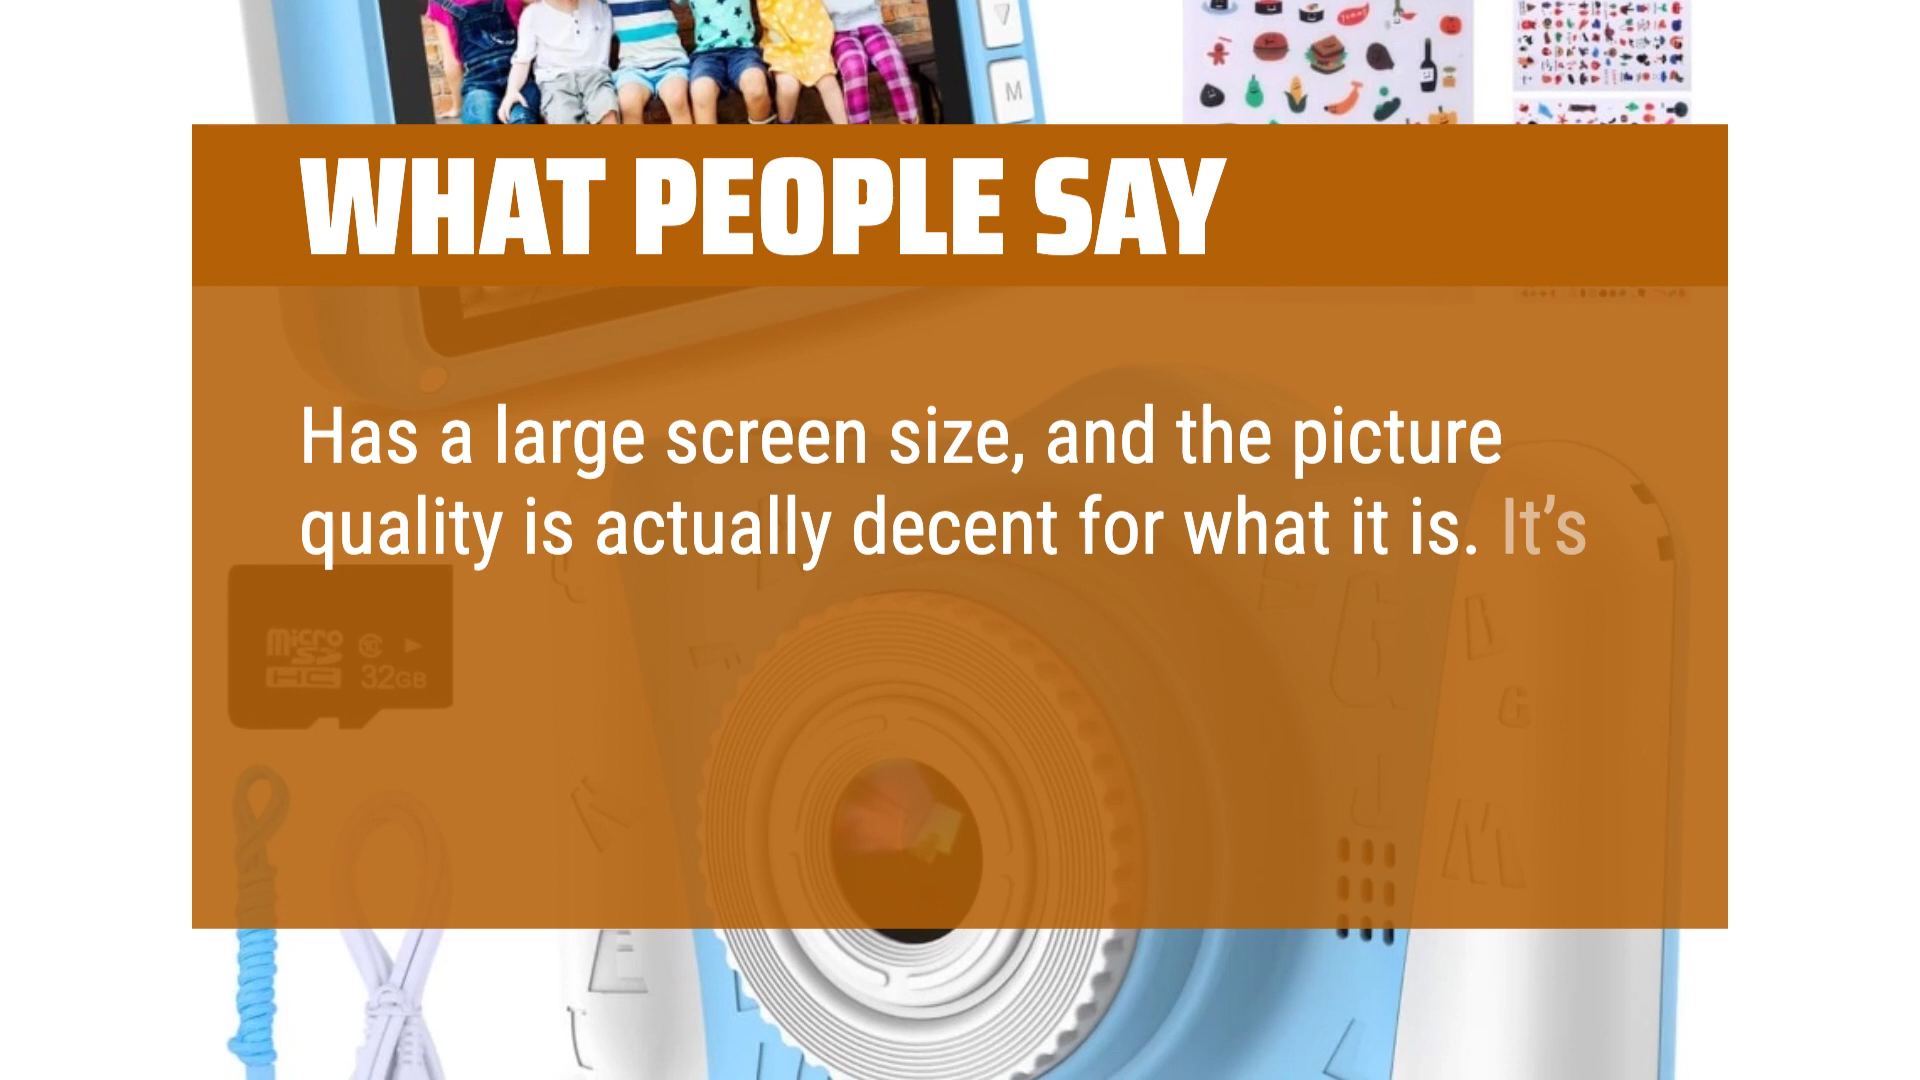 M
WHAT PEOPLE SAY
Has a large screen size, and the picture
quality is actually decent for what it is. It’s
micro
SD
HC
32GB